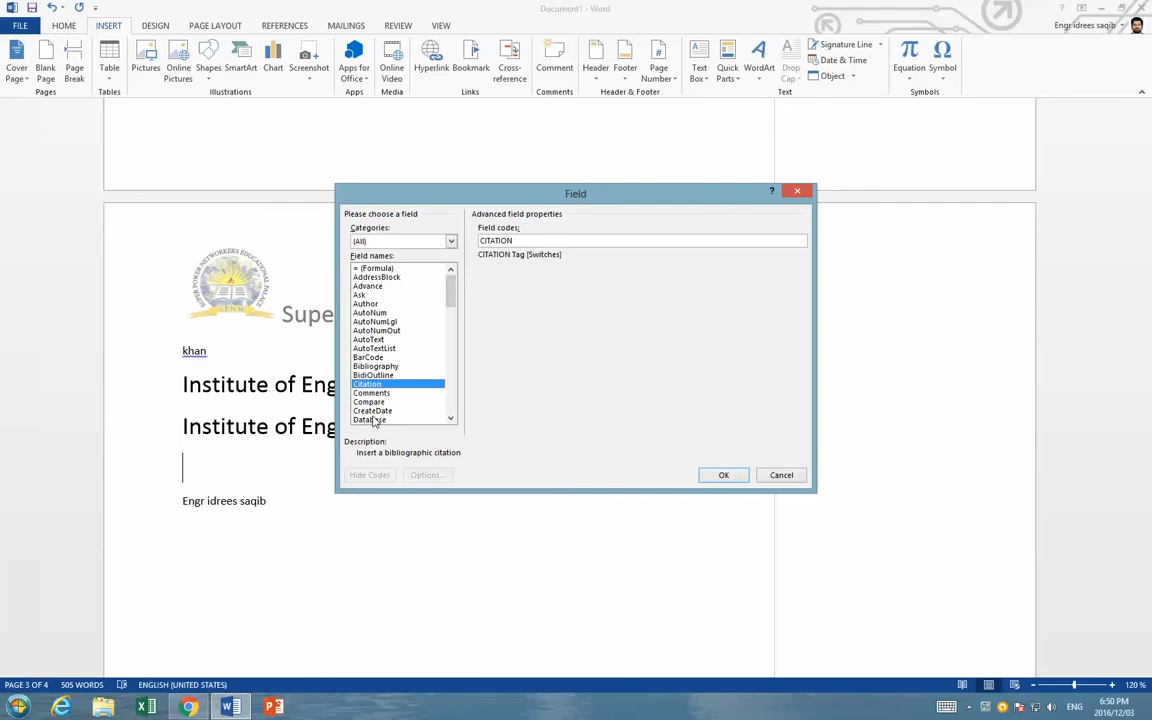 Document1 - Word
FILE HOME INSERT DESIGN PAGE LAYOUT REFERENCES MAILINGS REVIEW VIEW Engr idrees saqib
Cover Page Blank Page Page Break Table Pictures Online Pictures Shapes SmartArt Chart Screenshot Apps for Office Online Video Hyperlink Bookmark Cross-reference Comment Header Footer Page Number Text Box Quick Parts WordArt Drop Cap Signature Line Date & Time Object Equation Symbol
Pages Tables Illustrations Apps Media Links Comments Header & Footer Text Symbols
Field
Please choose a field
Categories:
(All)
Field names:
= (Formula)
AddressBlock
Advance
Ask
Author
AutoNum
AutoNumLgl
AutoNumOut
AutoText
AutoTextList
BarCode
Bibliography
BidiOutline
Citation
Comments
Compare
CreateDate
Database
Description:
Insert a bibliographic citation
Hide Codes Options...
Advanced field properties
Field codes:
CITATION
CITATION Tag [Switches]
OK Cancel
SUPER POWER NETWORKERS EDUCATIONAL PALACE
S P N W
Supe
khan
Institute of Eng
Institute of Eng
Engr idrees saqib
PAGE 3 OF 4 505 WORDS ENGLISH (UNITED STATES) 120 %
ENG 6:50 PM
2016/12/03